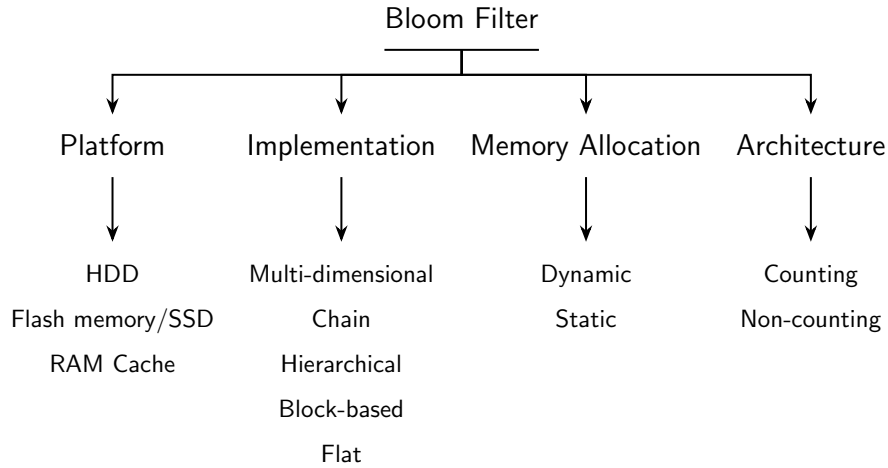 Bloom Filter
Platform
Implementation
Memory Allocation
Architecture
HDD
Flash memory/SSD
RAM Cache
Multi-dimensional
Chain
Hierarchical
Block-based
Flat
Dynamic
Static
Counting
Non-counting